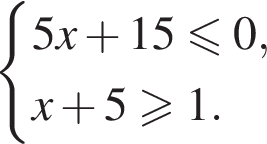 5x + 15 ⩽ 0,
x + 5 ⩾ 1.